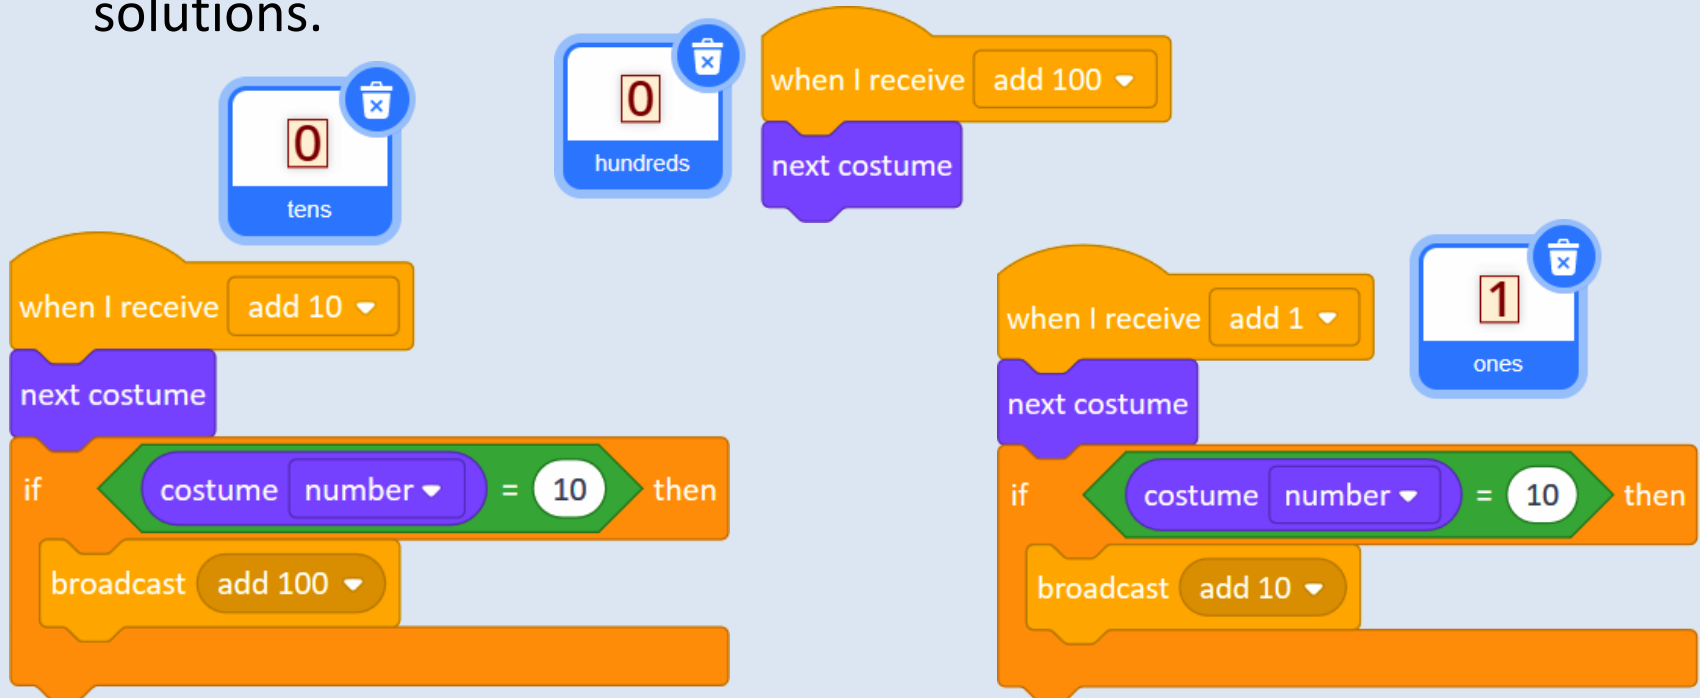 solutions.
0
tens
0
hundreds
when I receive add 100
next costume
when I receive add 10
next costume
if costume number = 10 then
broadcast add 100
when I receive add 1
next costume
if costume number = 10 then
broadcast add 10
1
ones